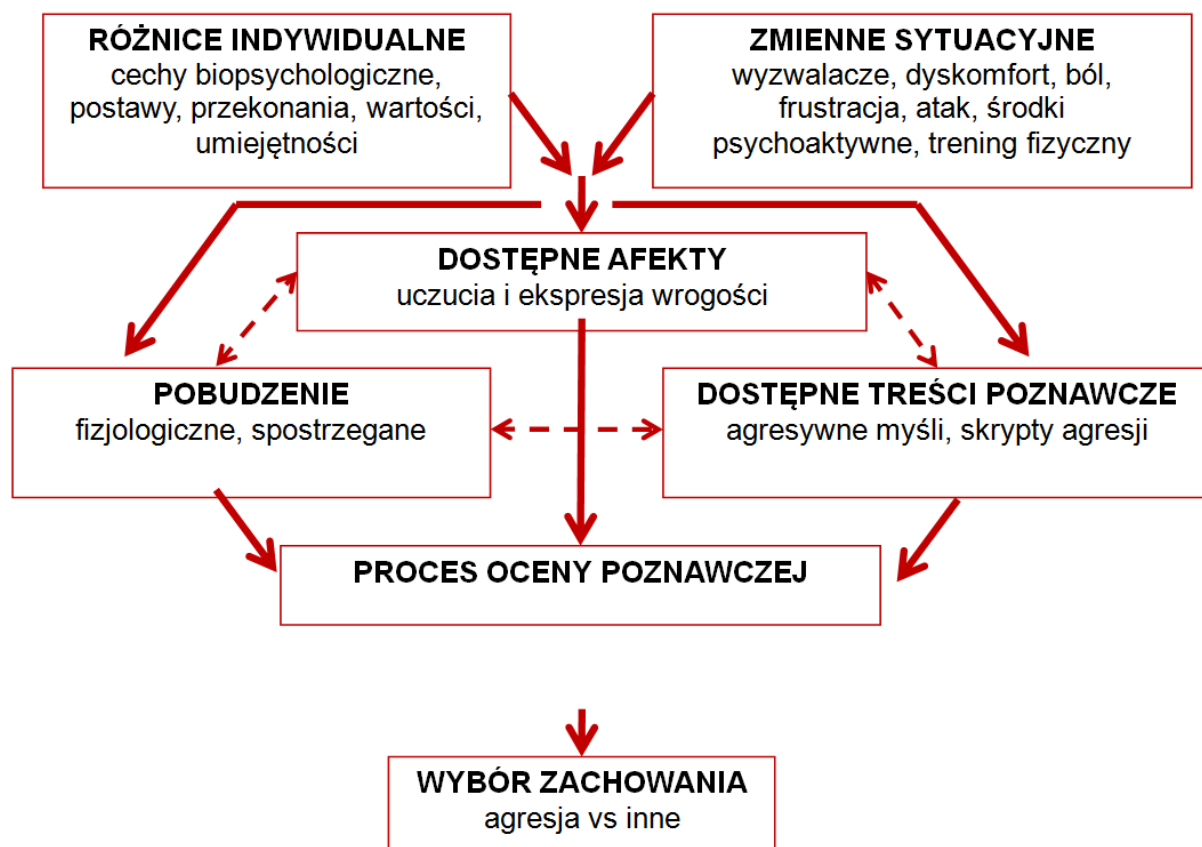 RÓŻNICE INDYWIDUALNE
cechy biopsychologiczne,
postawy, przekonania, wartości,
umiejętności
ZMIENNE SYTUACYJNE
wyzwalacze, dyskomfort, ból,
frustracja, atak, środki
psychoaktywne, trening fizyczny
DOSTĘPNE AFEKTY
uczucia i ekspresja wrogości
POBUDZENIE
fizjologiczne, spostrzegane
DOSTĘPNE TREŚCI POZNAWCZE
agresywne myśli, skrypty agresji
PROCES OCENY POZNAWCZEJ
WYBÓR ZACHOWANIA
agresja vs inne